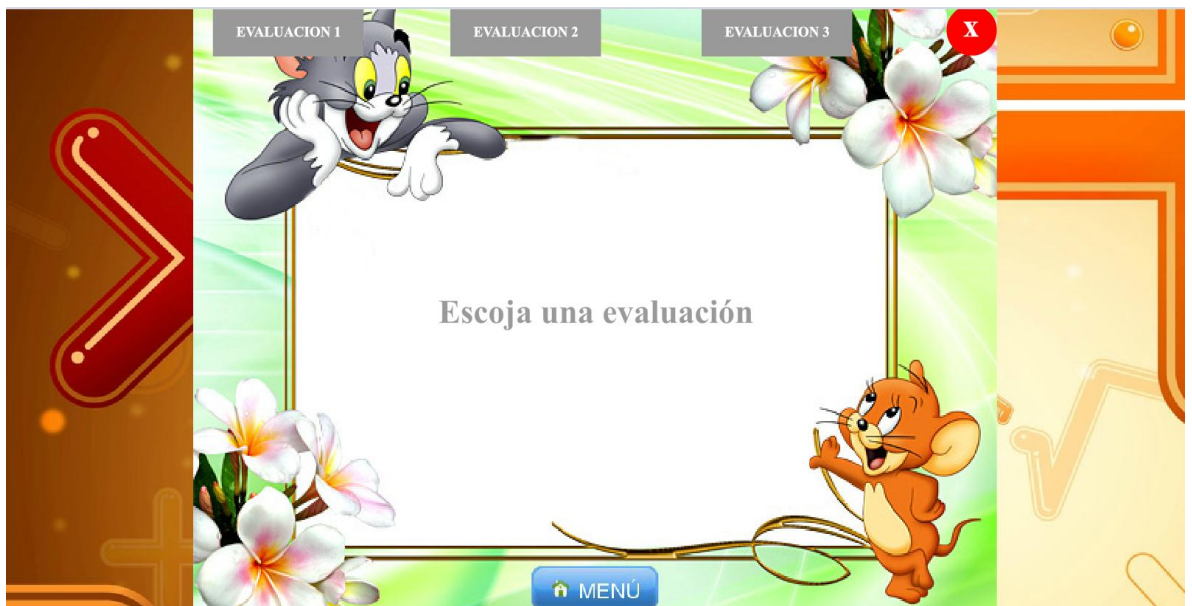 EVALUACION 1
EVALUACION 2
EVALUACION 3
X
Escoja una evaluación
MENÚ